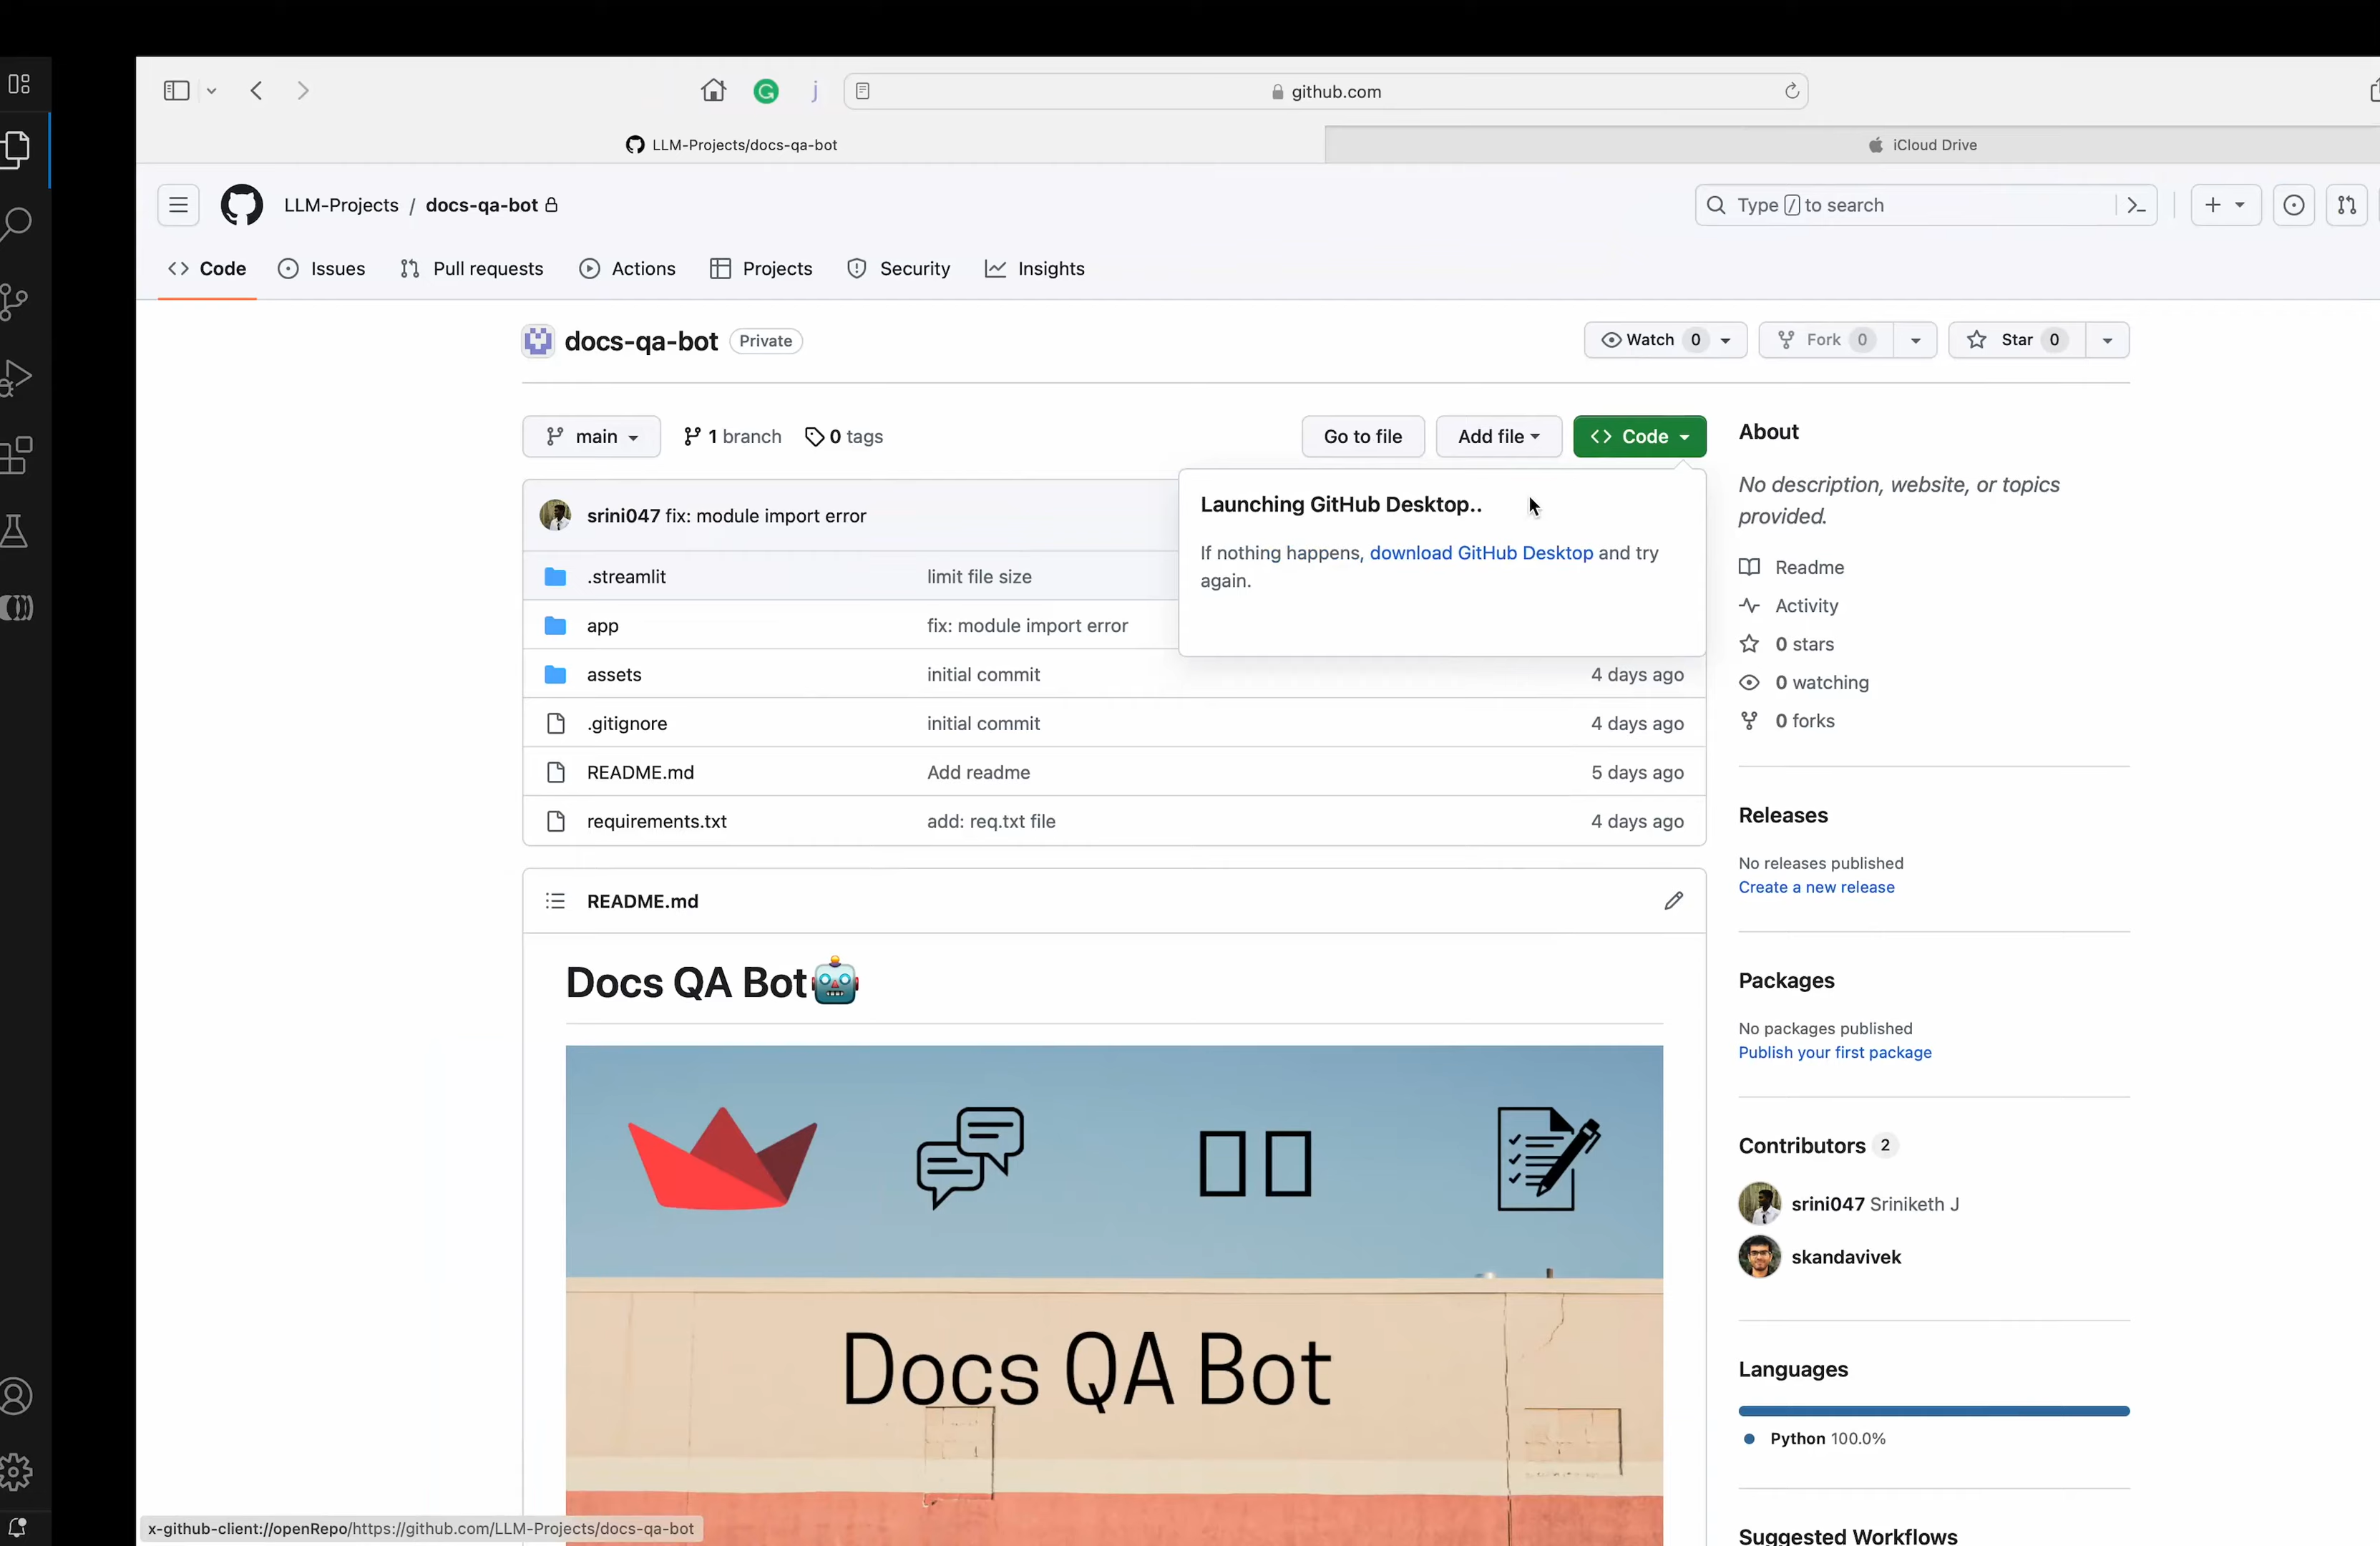 github.com
LLM-Projects/docs-qa-bot
iCloud Drive
LLM-Projects / docs-qa-bot
Type / to search
Code Issues Pull requests Actions Projects Security Insights
docs-qa-bot Private
Watch 0 Fork 0 Star 0
main 1 branch 0 tags Go to file Add file Code
Launching GitHub Desktop..
If nothing happens, download GitHub Desktop and try
again.
srini047 fix: module import error
.streamlit limit file size
app fix: module import error
assets initial commit 4 days ago
.gitignore initial commit 4 days ago
README.md Add readme 5 days ago
requirements.txt add: req.txt file 4 days ago
README.md
Docs QA Bot🤖
Docs QA Bot
About
No description, website, or topics
provided.
Readme
Activity
0 stars
0 watching
0 forks
Releases
No releases published
Create a new release
Packages
No packages published
Publish your first package
Contributors 2
srini047 Sriniketh J
skandavivek
Languages
Python 100.0%
Suggested Workflows
x-github-client://openRepo/https://github.com/LLM-Projects/docs-qa-bot